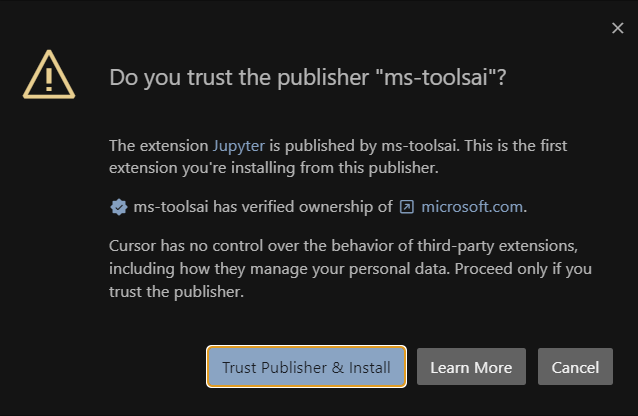 Do you trust the publisher "ms-toolsai"?
The extension Jupyter is published by ms-toolsai. This is the first
extension you're installing from this publisher.
ms-toolsai has verified ownership of microsoft.com.
Cursor has no control over the behavior of third-party extensions,
including how they manage your personal data. Proceed only if you
trust the publisher.
Trust Publisher & Install Learn More Cancel